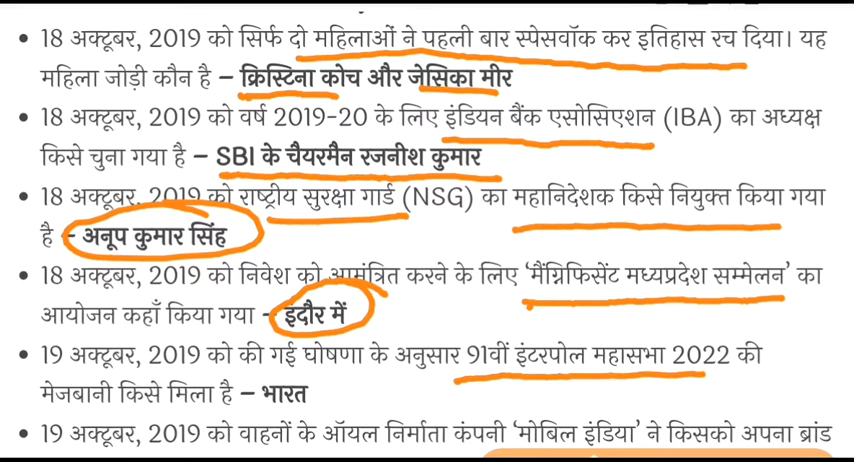 • 18 अक्टूबर, 2019 को सिर्फ दो महिलाओं ने पहली बार स्पेसवॉक कर इतिहास रच दिया। यह
महिला जोड़ी कौन है – क्रिस्टिना कोच और जेसिका मीर
• 18 अक्टूबर, 2019 को वर्ष 2019-20 के लिए इंडियन बैंक एसोसिएशन (IBA) का अध्यक्ष
किसे चुना गया है – SBI के चैयरमैन रजनीश कुमार
• 18 अक्टूबर, 2019 को राष्ट्रीय सुरक्षा गार्ड (NSG) का महानिदेशक किसे नियुक्त किया गया
है – अनूप कुमार सिंह
• 18 अक्टूबर, 2019 को निवेश को आमंत्रित करने के लिए ‘मैंग्निफिसेंट मध्यप्रदेश सम्मेलन’ का
आयोजन कहाँ किया गया – इंदौर में
• 19 अक्टूबर, 2019 को की गई घोषणा के अनुसार 91वीं इंटरपोल महासभा 2022 की
मेजबानी किसे मिला है – भारत
• 19 अक्टूबर, 2019 को वाहनों के ऑयल निर्माता कंपनी ‘मोबिल इंडिया’ ने किसको अपना ब्रांड